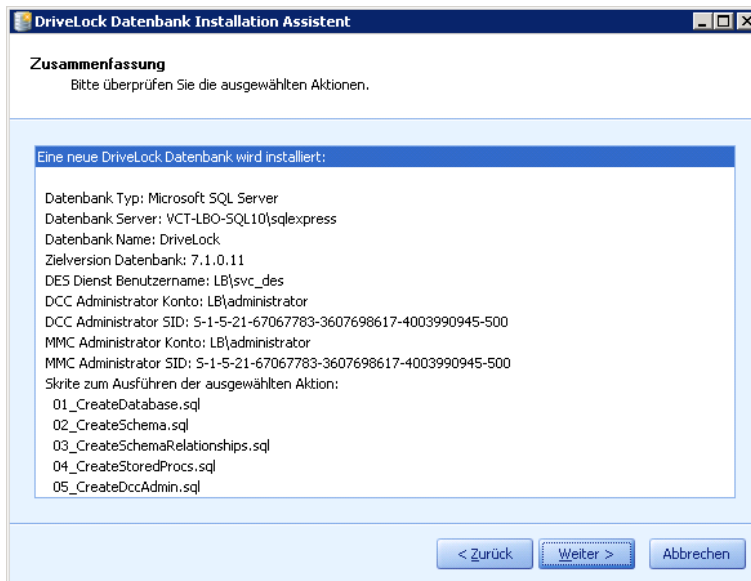 DriveLock Datenbank Installation Assistent
Zusammenfassung
Bitte überprüfen Sie die ausgewählten Aktionen.
Eine neue DriveLock Datenbank wird installiert:
Datenbank Typ: Microsoft SQL Server
Datenbank Server: VCT-LBO-SQL10\sqlexpress
Datenbank Name: DriveLock
Zielversion Datenbank: 7.1.0.11
DES Dienst Benutzername: LB\svc_des
DCC Administrator Konto: LB\administrator
DCC Administrator SID: S-1-5-21-67067783-3607698617-4003990945-500
MMC Administrator Konto: LB\administrator
MMC Administrator SID: S-1-5-21-67067783-3607698617-4003990945-500
Skrite zum Ausführen der ausgewählten Aktion:
01_CreateDatabase.sql
02_CreateSchema.sql
03_CreateSchemaRelationships.sql
04_CreateStoredProcs.sql
05_CreateDccAdmin.sql
< Zurück Weiter > Abbrechen